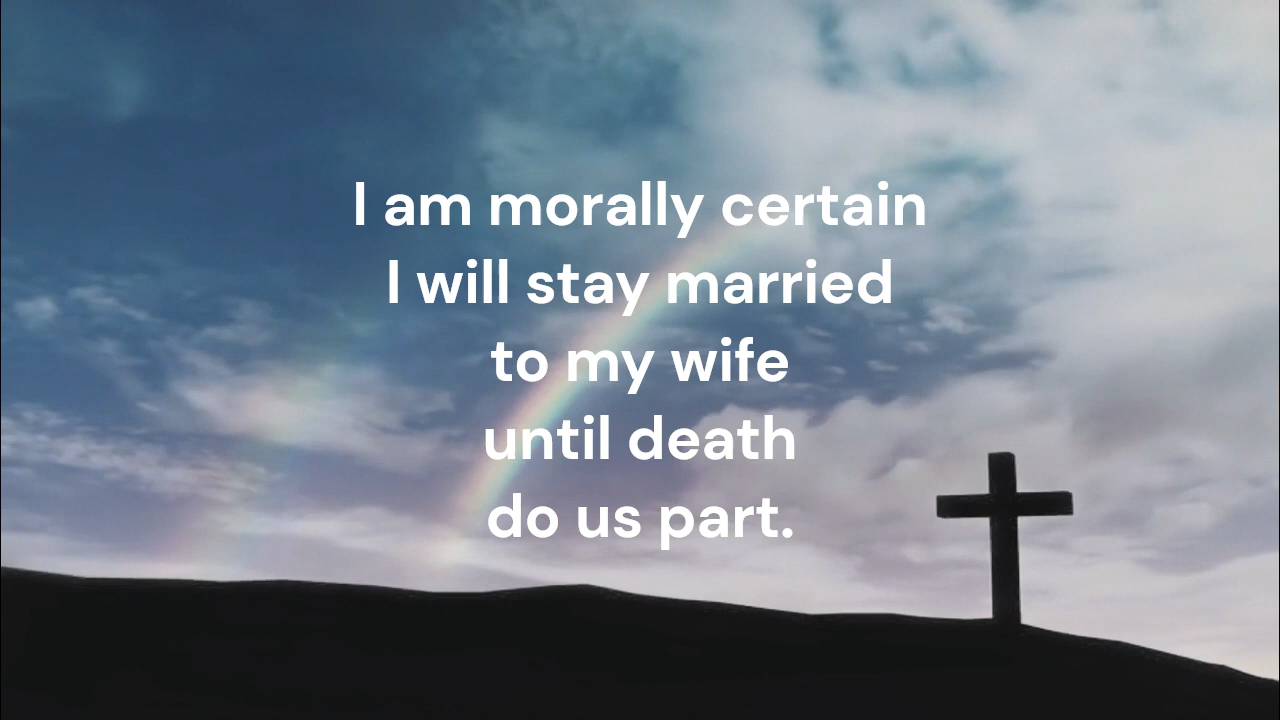 I am morally certain
I will stay married
to my wife
until death
do us part.